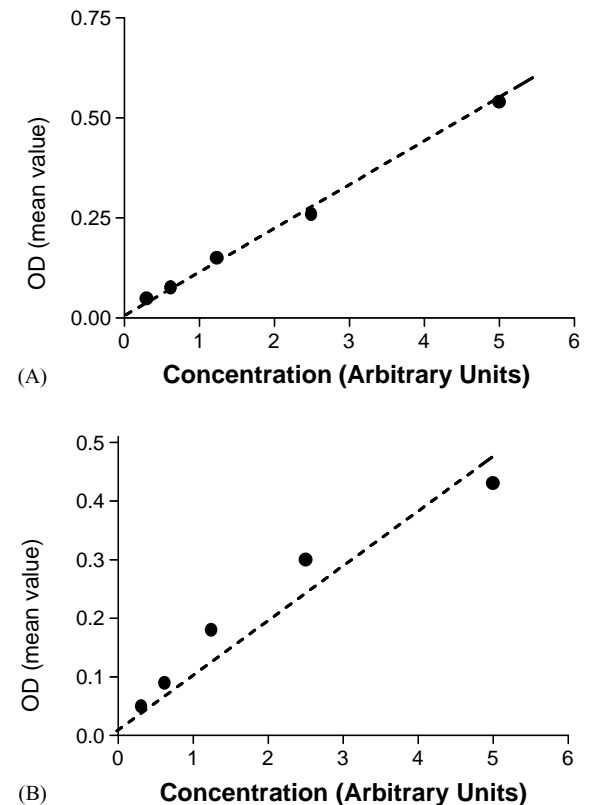 0.75
0.50
0.25
0.00
OD (mean value)
0 1 2 3 4 5 6
(A) Concentration (Arbitrary Units)
0.5
0.4
0.3
0.2
0.1
0.0
OD (mean value)
0 1 2 3 4 5 6
(B) Concentration (Arbitrary Units)